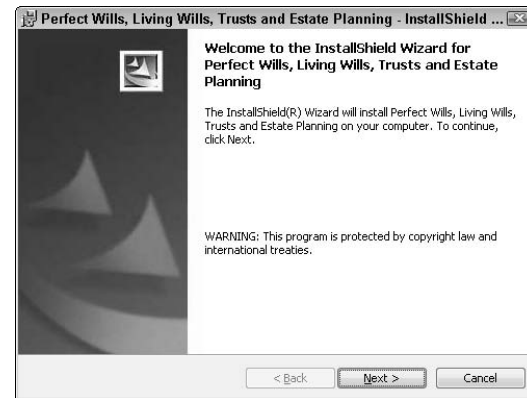 Perfect Wills, Living Wills, Trusts and Estate Planning - InstallShield ...
Welcome to the InstallShield Wizard for
Perfect Wills, Living Wills, Trusts and Estate
Planning
The InstallShield(R) Wizard will install Perfect Wills, Living Wills,
Trusts and Estate Planning on your computer. To continue,
click Next.
WARNING: This program is protected by copyright law and
international treaties.
< Back Next > Cancel